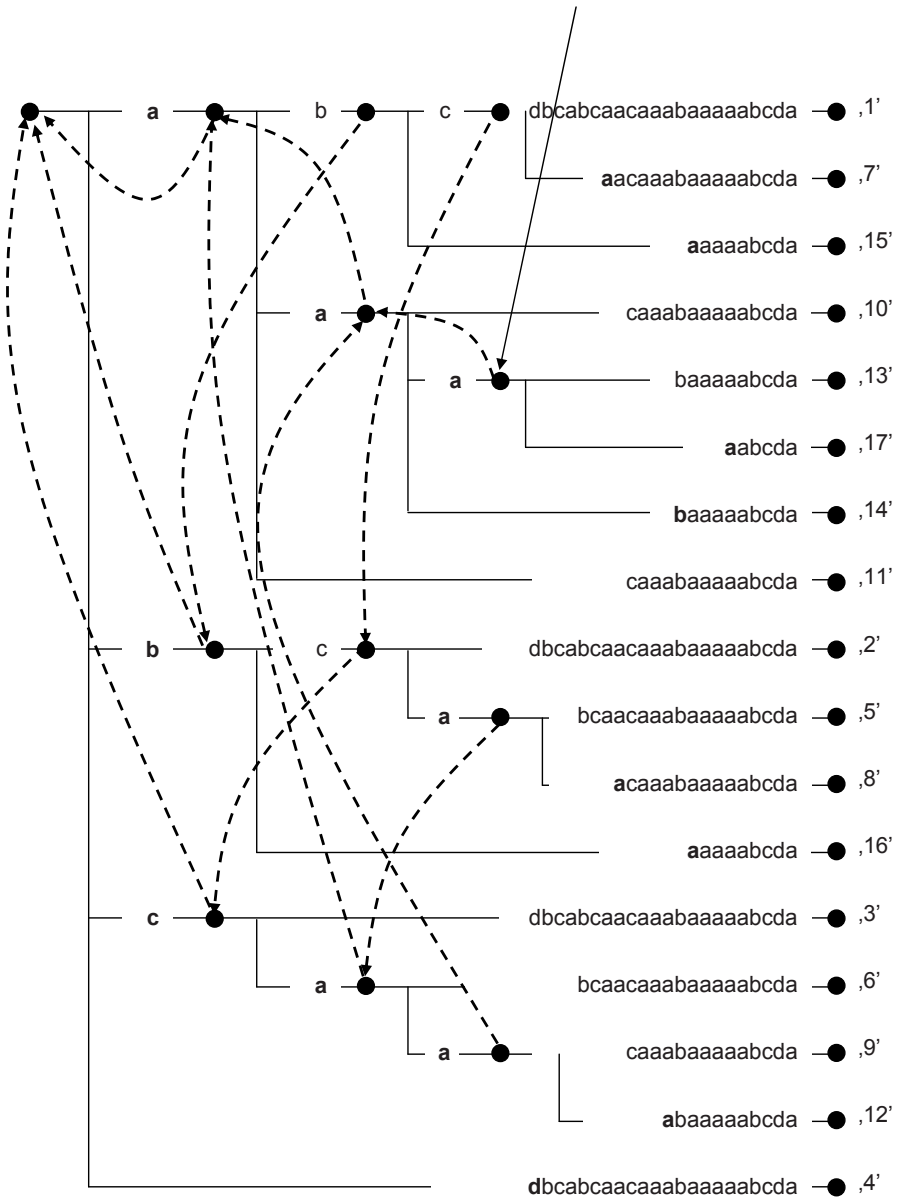 a b c dbcabcaacaaabaaaaabcda ‚1’
aacaaabaaaaabcda ‚7’
aaaaabcda ‚15’
a caaabaaaaabcda ‚10’
a baaaaabcda ‚13’
aabcda ‚17’
baaaaabcda ‚14’
caaabaaaaabcda ‚11’
b c dbcabcaacaaabaaaaabcda ‚2’
a bcaacaaabaaaaabcda ‚5’
acaaabaaaaabcda ‚8’
aaaaabcda ‚16’
c dbcabcaacaaabaaaaabcda ‚3’
a bcaacaaabaaaaabcda ‚6’
a caaabaaaaabcda ‚9’
abaaaaabcda ‚12’
dbcabcaacaaabaaaaabcda ‚4’